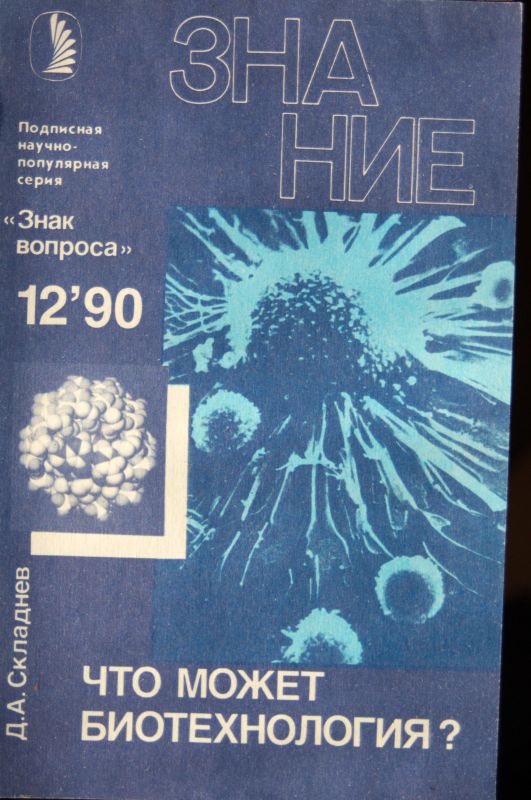 ЗНА
НИЕ
Подписная
научно-
популярная
серия
«Знак
вопроса»
12’90
Д.А. Складнев
ЧТО МОЖЕТ
БИОТЕХНОЛОГИЯ?